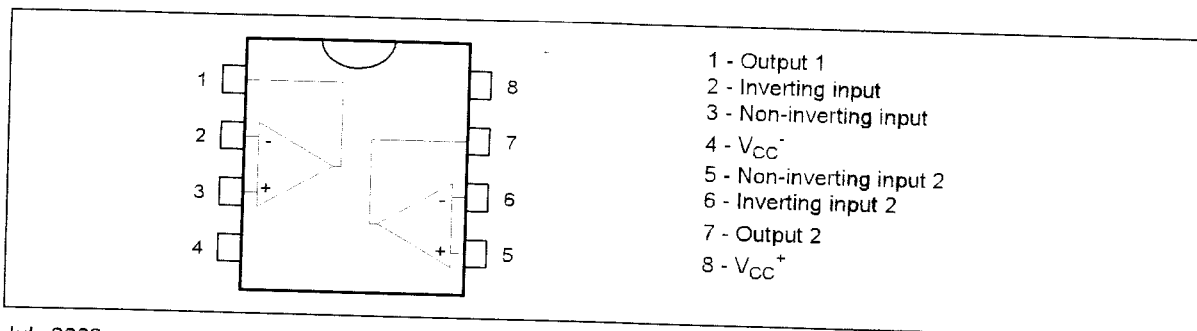 1
2
3
4
-
+
8
7
6
5
-
+
1 - Output 1
2 - Inverting input
3 - Non-inverting input
4 - VCC-
5 - Non-inverting input 2
6 - Inverting input 2
7 - Output 2
8 - VCC+